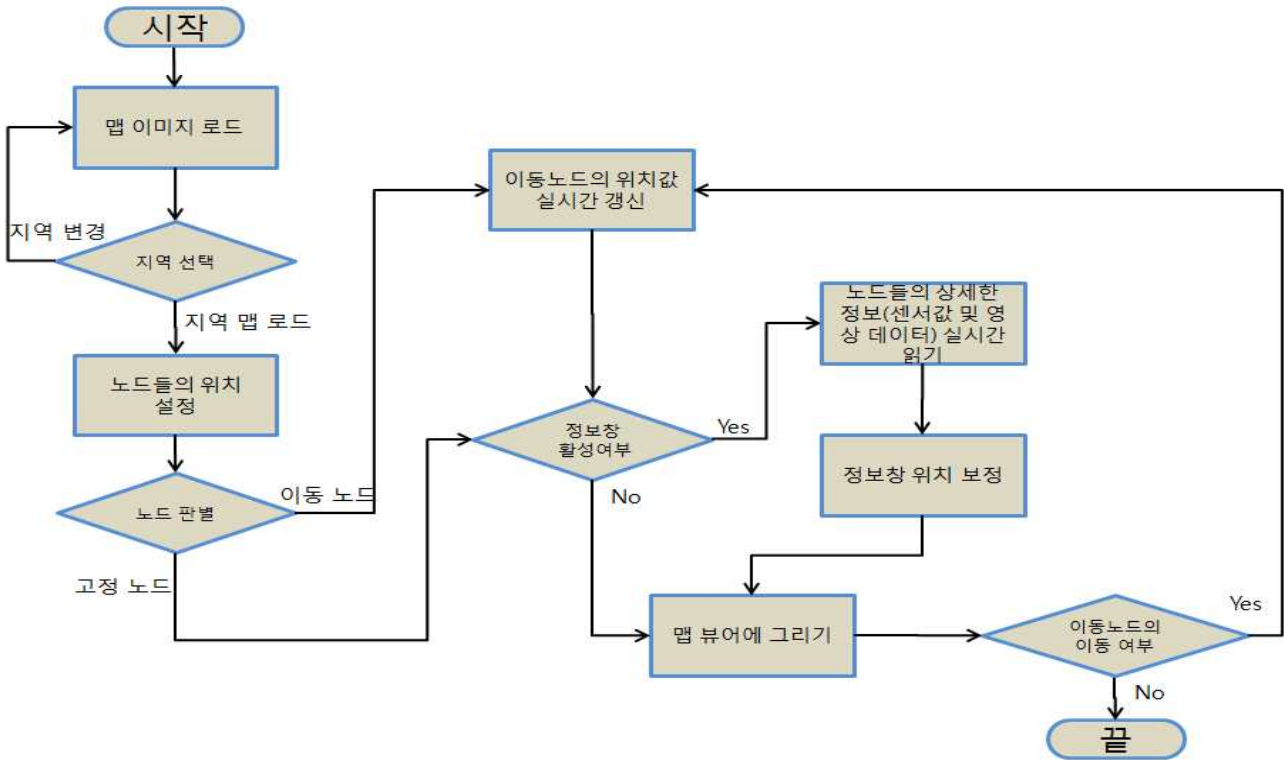 시작
맵 이미지 로드
지역 변경
지역 선택
지역 맵 로드
노드들의 위치
설정
노드 판별
이동 노드
고정 노드
이동노드의 위치값
실시간 갱신
정보창
활성여부
Yes
No
노드들의 상세한
정보(센서값 및 영
상 데이터) 실시간
읽기
정보창 위치 보정
맵 뷰어에 그리기
이동노드의
이동 여부
Yes
No
끝